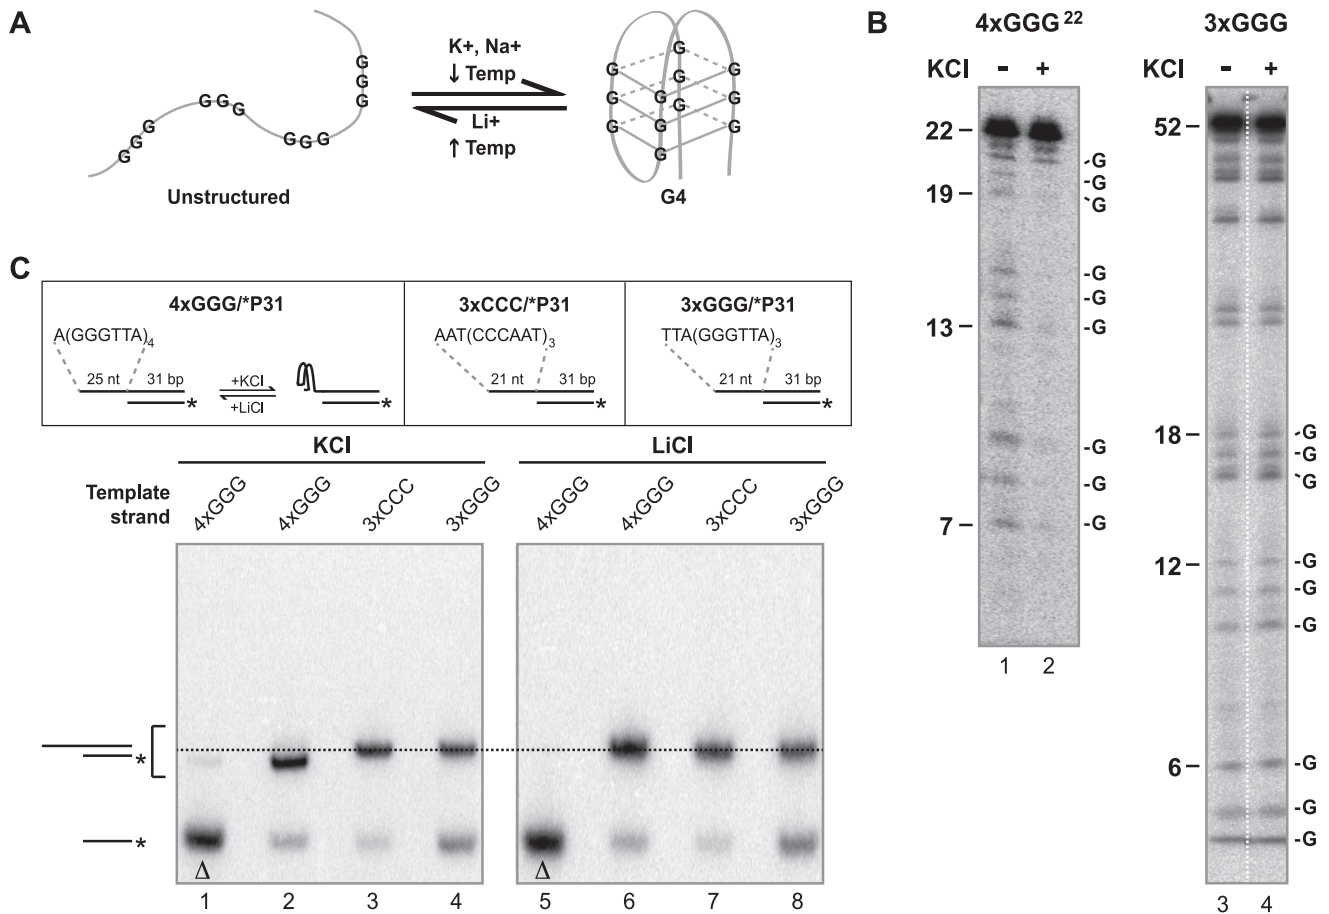 A
K+, Na+
↓ Temp
Li+
↑ Temp
G G G
G G G
G G G
G G G
Unstructured
G G G
G G G
G G G
G G G
G4
B
4xGGG²²
3xGGG
KCl - +
KCl - +
22
19
13
7
-G
-G
-G
-G
-G
-G
-G
-G
-G
1 2
52
18
12
6
-G
-G
-G
-G
-G
-G
-G
-G
-G
3 4
C
4xGGG/*P31
A(GGGTTA)4
25 nt 31 bp
+KCl
+LiCl
*
*
3xCCC/*P31
AAT(CCCAAT)3
21 nt 31 bp
*
3xGGG/*P31
TTA(GGGTTA)3
21 nt 31 bp
*
KCl
LiCl
Template
strand
4xGGG 4xGGG 3xCCC 3xGGG
4xGGG 4xGGG 3xCCC 3xGGG
*
*
Δ
Δ
1 2 3 4
5 6 7 8